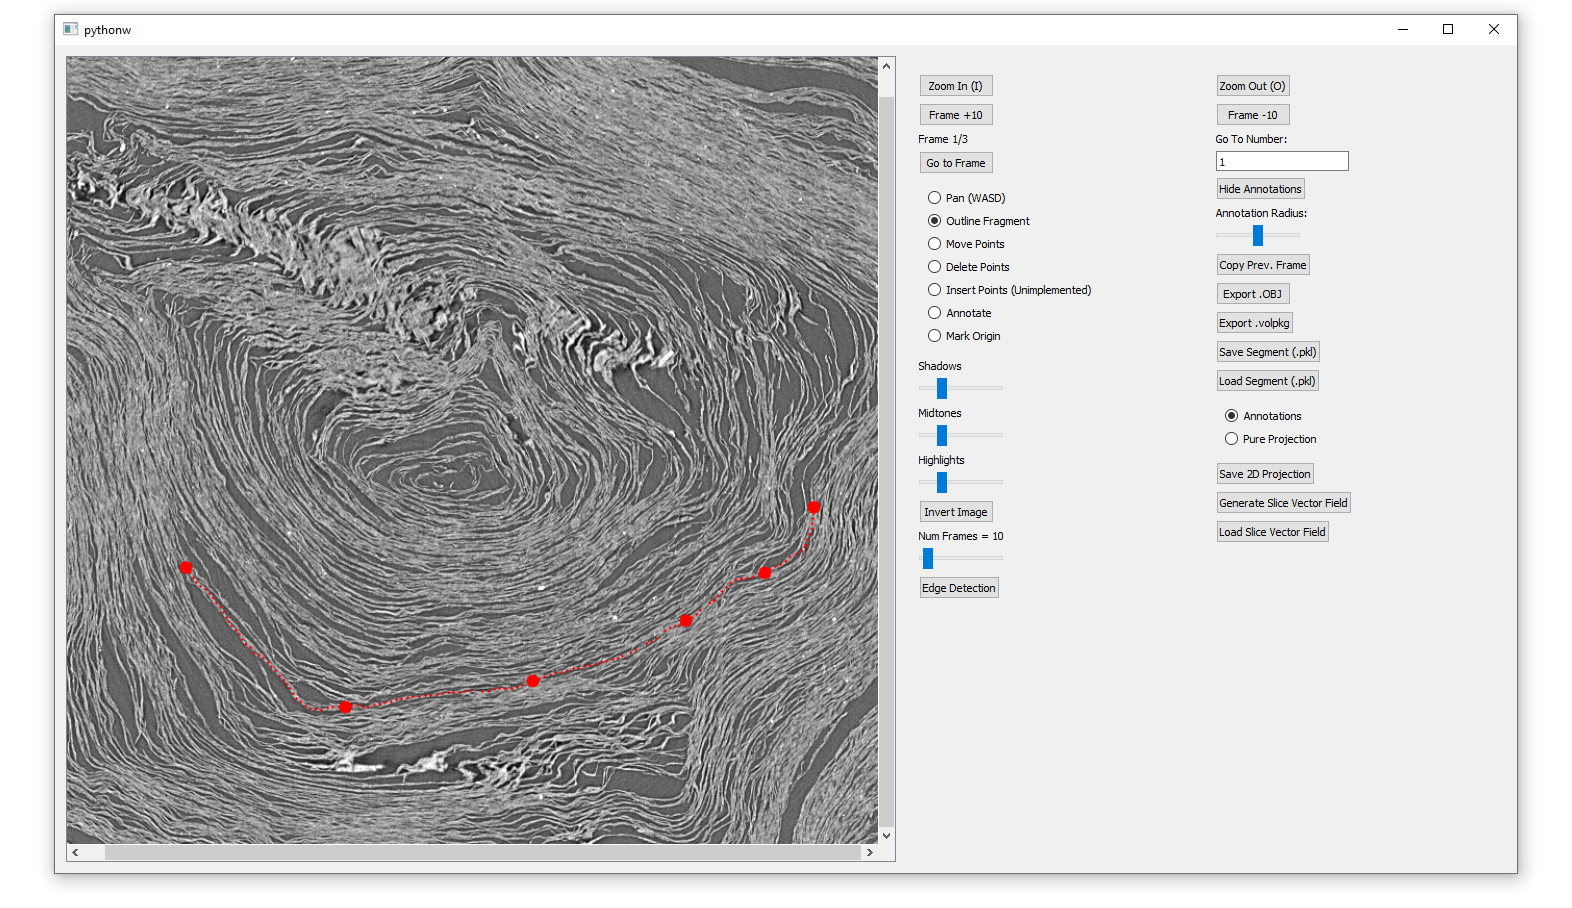 pythonw
Zoom In (I)
Zoom Out (O)
Frame +10
Frame -10
Frame 1/3
Go To Number:
Go to Frame
1
Pan (WASD)
Hide Annotations
Outline Fragment
Annotation Radius:
Move Points
Delete Points
Copy Prev. Frame
Insert Points (Unimplemented)
Export .OBJ
Annotate
Export .volpkg
Mark Origin
Save Segment (.pkl)
Shadows
Load Segment (.pkl)
Midtones
Annotations
Pure Projection
Highlights
Save 2D Projection
Invert Image
Generate Slice Vector Field
Num Frames = 10
Load Slice Vector Field
Edge Detection